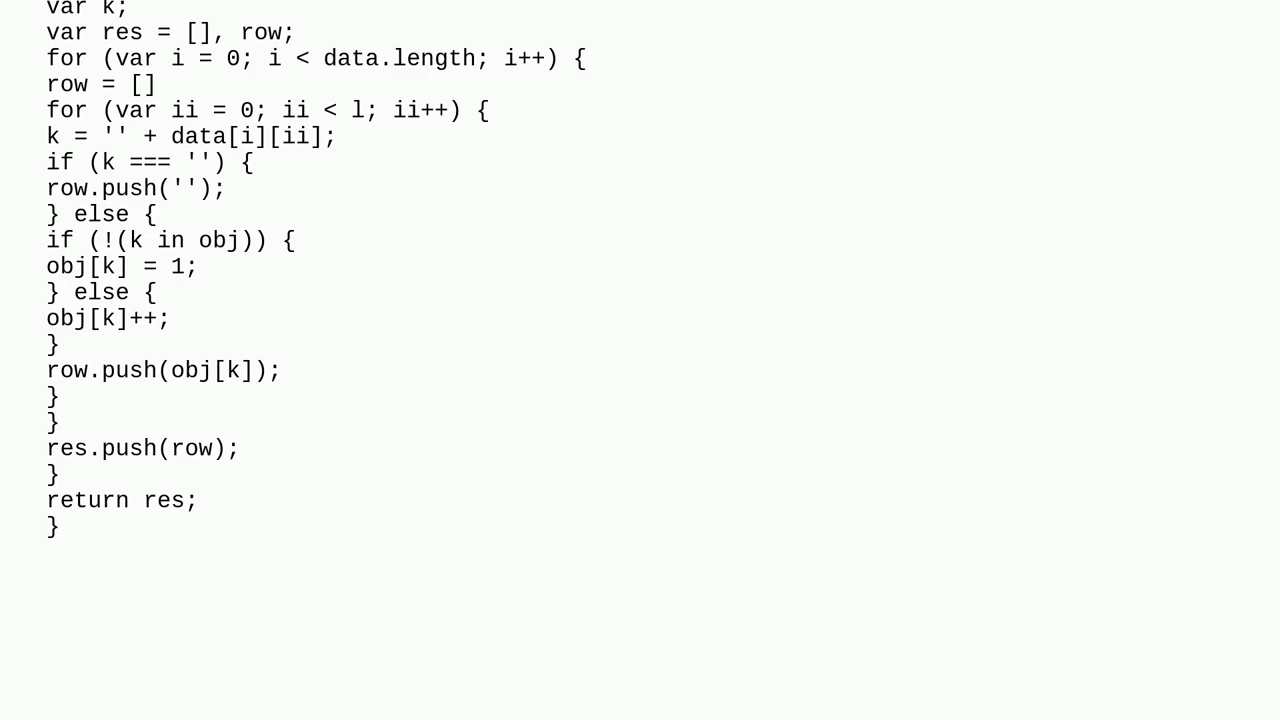 var k;
var res = [], row;
for (var i = 0; i < data.length; i++) {
row = []
for (var ii = 0; ii < l; ii++) {
k = '' + data[i][ii];
if (k === '') {
row.push('');
} else {
if (!(k in obj)) {
obj[k] = 1;
} else {
obj[k]++;
}
row.push(obj[k]);
}
}
res.push(row);
}
return res;
}